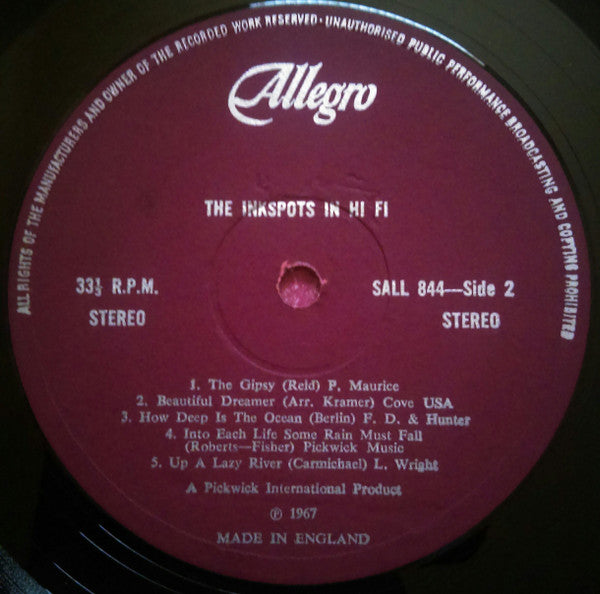 ALL RIGHTS OF THE MANUFACTURERS AND OWNER OF THE RECORDED WORK RESERVED · UNAUTHORISED PUBLIC PERFORMANCE BROADCASTING AND COPYING PROHIBITED
Allegro
THE INKSPOTS IN HI FI
33⅓ R.P.M.
STEREO
SALL 844—Side 2
STEREO
1. The Gipsy (Reid) P. Maurice
2. Beautiful Dreamer (Arr. Kramer) Cove USA
3. How Deep Is The Ocean (Berlin) F. D. & Hunter
4. Into Each Life Some Rain Must Fall
(Roberts—Fisher) Pickwick Music
5. Up A Lazy River (Carmichael) L. Wright
A Pickwick International Product
℗ 1967
MADE IN ENGLAND